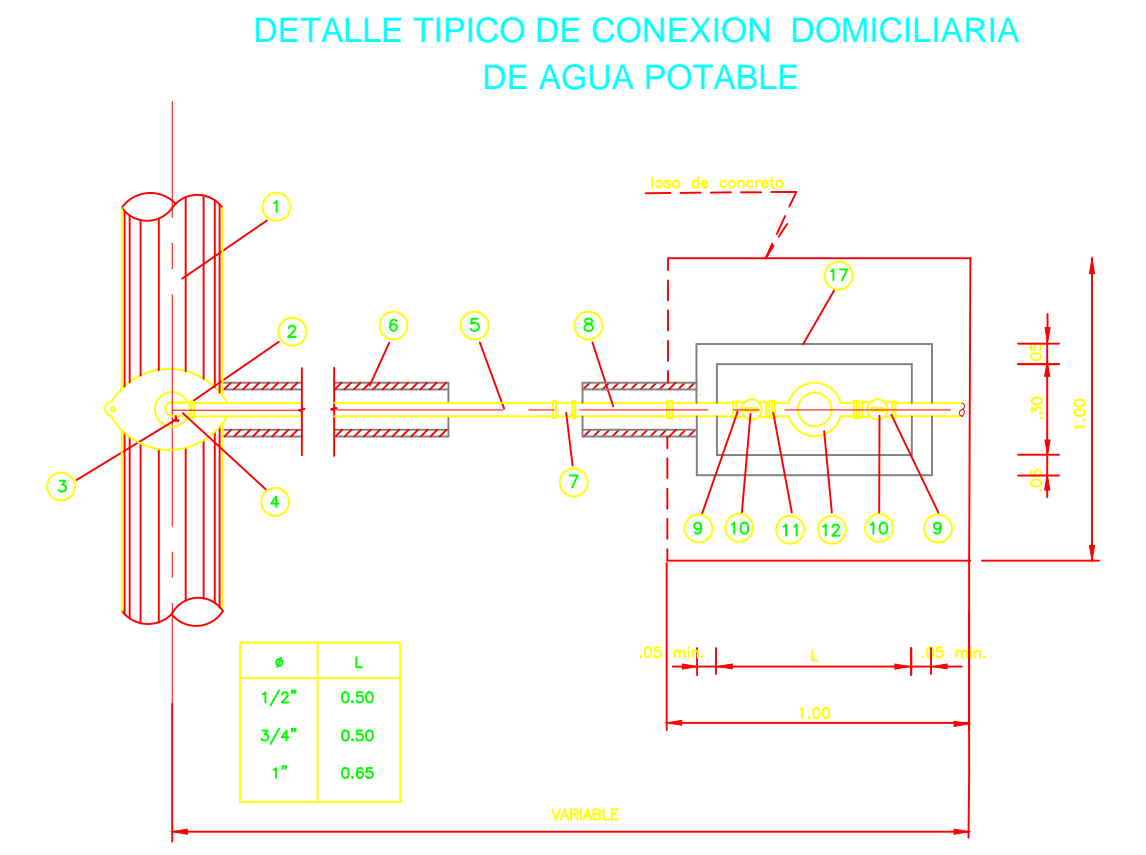 DETALLE TIPICO DE CONEXION DOMICILIARIA
DE AGUA POTABLE
losa de concreto
1
17
2
6
5
8
.05
.30
1.00
.05
3
4
7
9
10
11
12
10
9
.05 min.
L
.05 min.
1.00
ø L
1/2" 0.50
3/4" 0.50
1" 0.65
VARIABLE